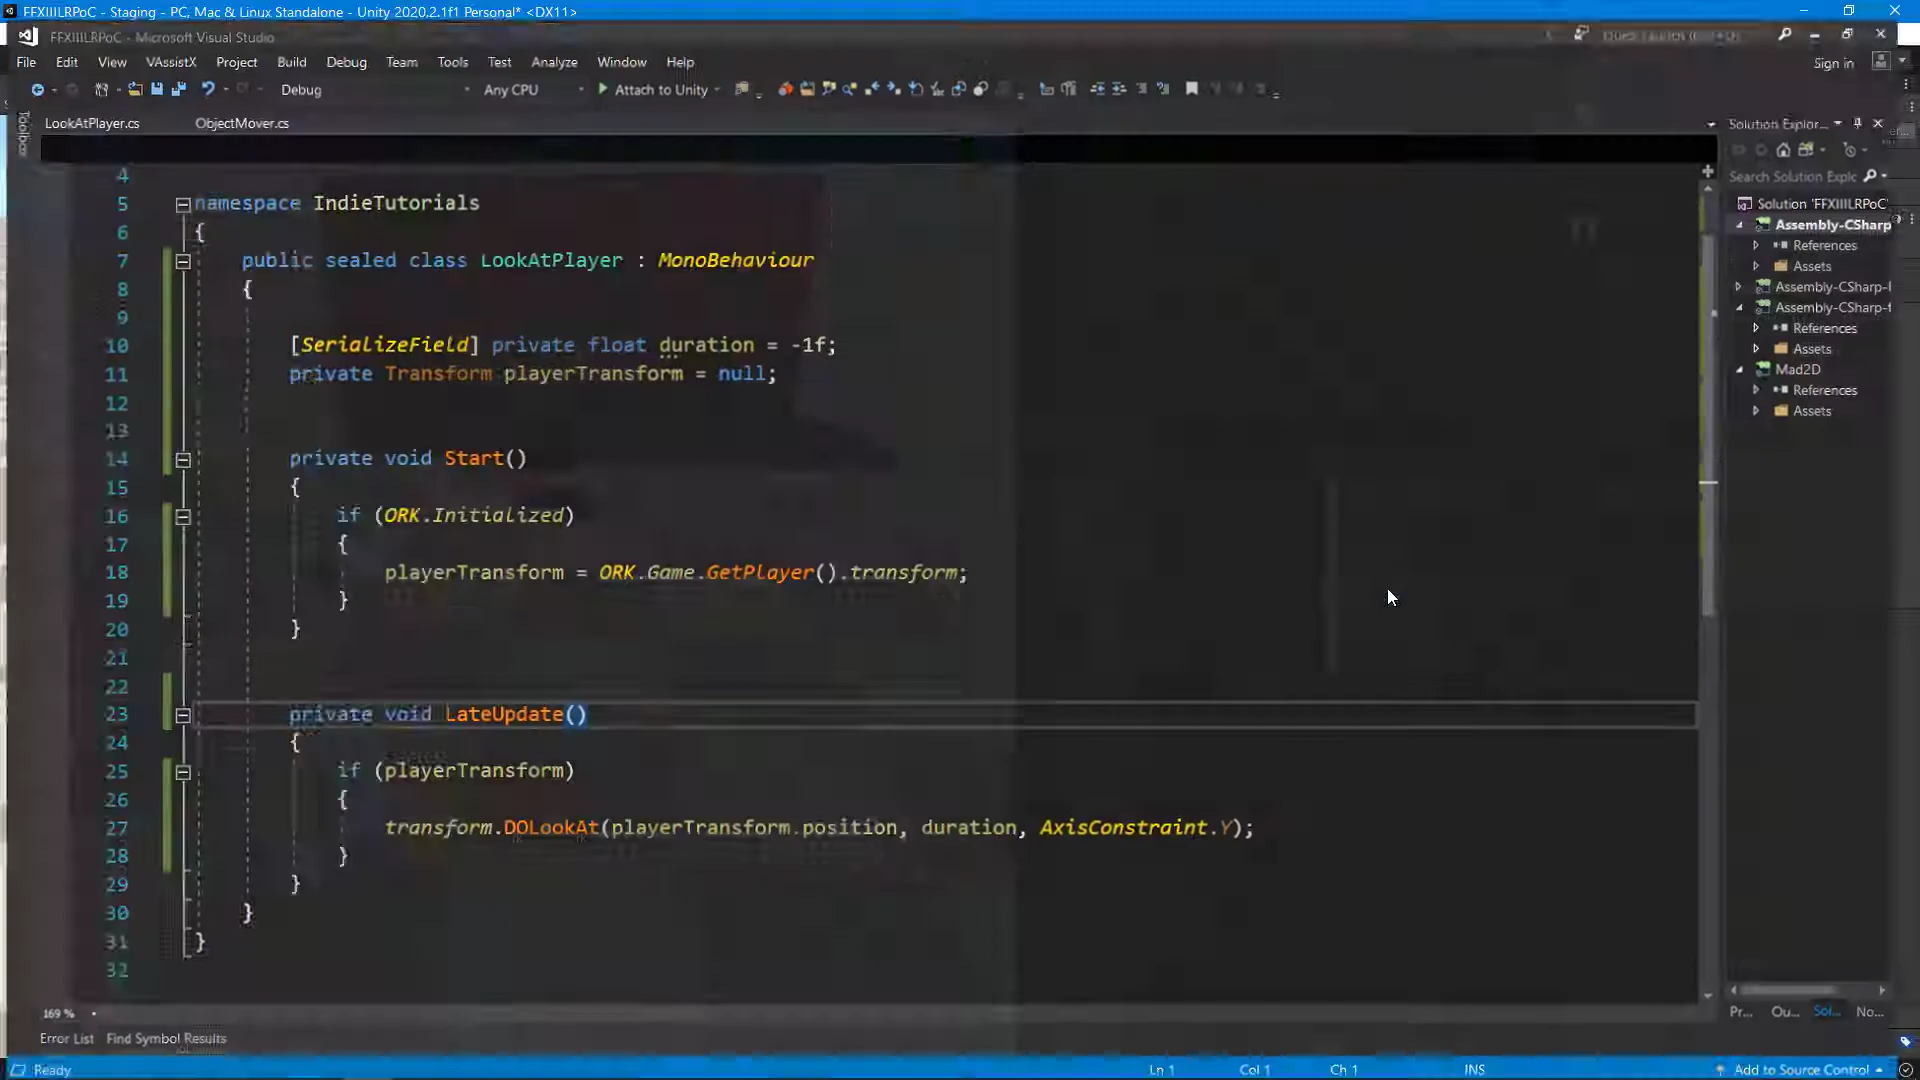 FFXIIILRPoC - Staging - PC, Mac & Linux Standalone - Unity 2020.2.1f1 Personal* <DX11>
FFXIIILRPoC - Microsoft Visual Studio
File Edit View VAssistX Project Build Debug Team Tools Test Analyze Window Help
Sign in
Debug Any CPU Attach to Unity
LookAtPlayer.cs ObjectMover.cs
Toolbox
4
5 namespace IndieTutorials
6 {
7 public sealed class LookAtPlayer : MonoBehaviour
8 {
9
10 [SerializeField] private float duration = -1f;
11 private Transform playerTransform = null;
12
13
14 private void Start()
15 {
16 if (ORK.Initialized)
17 {
18 playerTransform = ORK.Game.GetPlayer().transform;
19 }
20 }
21
22
23 private void LateUpdate()
24 {
25 if (playerTransform)
26 {
27 transform.DOLookAt(playerTransform.position, duration, AxisConstraint.Y);
28 }
29 }
30 }
31 }
32
Solution Explor...
Search Solution Explc
Solution 'FFXIIILRPoC'
Assembly-CSharp
References
Assets
Assembly-CSharp-l
Assembly-CSharp-f
References
Assets
Mad2D
References
Assets
Pr... Ou... Sol... No...
169 %
Error List Find Symbol Results
Ready Ln 1 Col 1 Ch 1 INS Add to Source Control